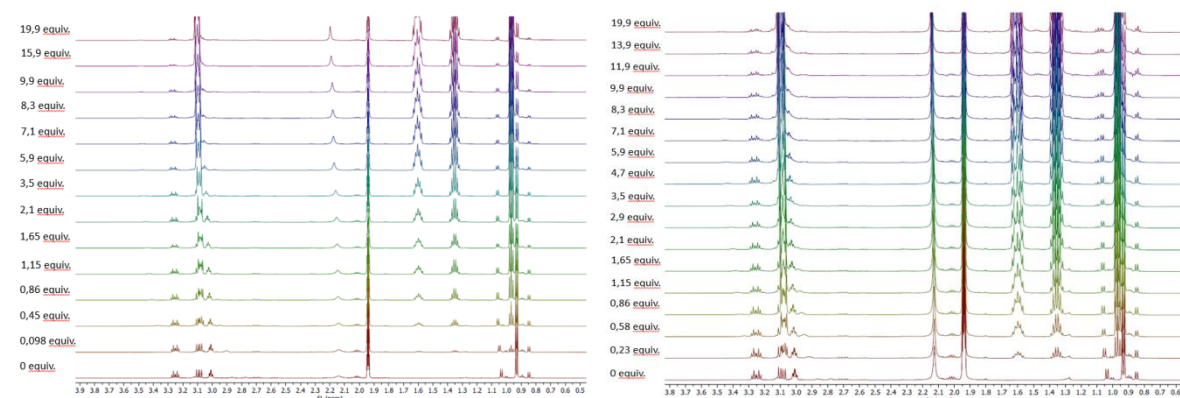 19,9 equiv.
15,9 equiv.
9,9 equiv.
8,3 equiv.
7,1 equiv.
5,9 equiv.
3,5 equiv.
2,1 equiv.
1,65 equiv.
1,15 equiv.
0,86 equiv.
0,45 equiv.
0,098 equiv.
0 equiv.
3.9 3.8 3.7 3.6 3.5 3.4 3.3 3.2 3.1 3.0 2.9 2.8 2.7 2.6 2.5 2.4 2.3 2.2 2.1 2.0 1.9 1.8 1.7 1.6 1.5 1.4 1.3 1.2 1.1 1.0 0.9 0.8 0.7 0.6 0.5
19,9 equiv.
13,9 equiv.
11,9 equiv.
9,9 equiv.
8,3 equiv.
7,1 equiv.
5,9 equiv.
4,7 equiv.
3,5 equiv.
2,9 equiv.
2,1 equiv.
1,65 equiv.
1,15 equiv.
0,86 equiv.
0,58 equiv.
0,23 equiv.
0 equiv.
3.9 3.8 3.7 3.6 3.5 3.4 3.3 3.2 3.1 3.0 2.9 2.8 2.7 2.6 2.5 2.4 2.3 2.2 2.1 2.0 1.9 1.8 1.7 1.6 1.5 1.4 1.3 1.2 1.1 1.0 0.9 0.8 0.7 0.6